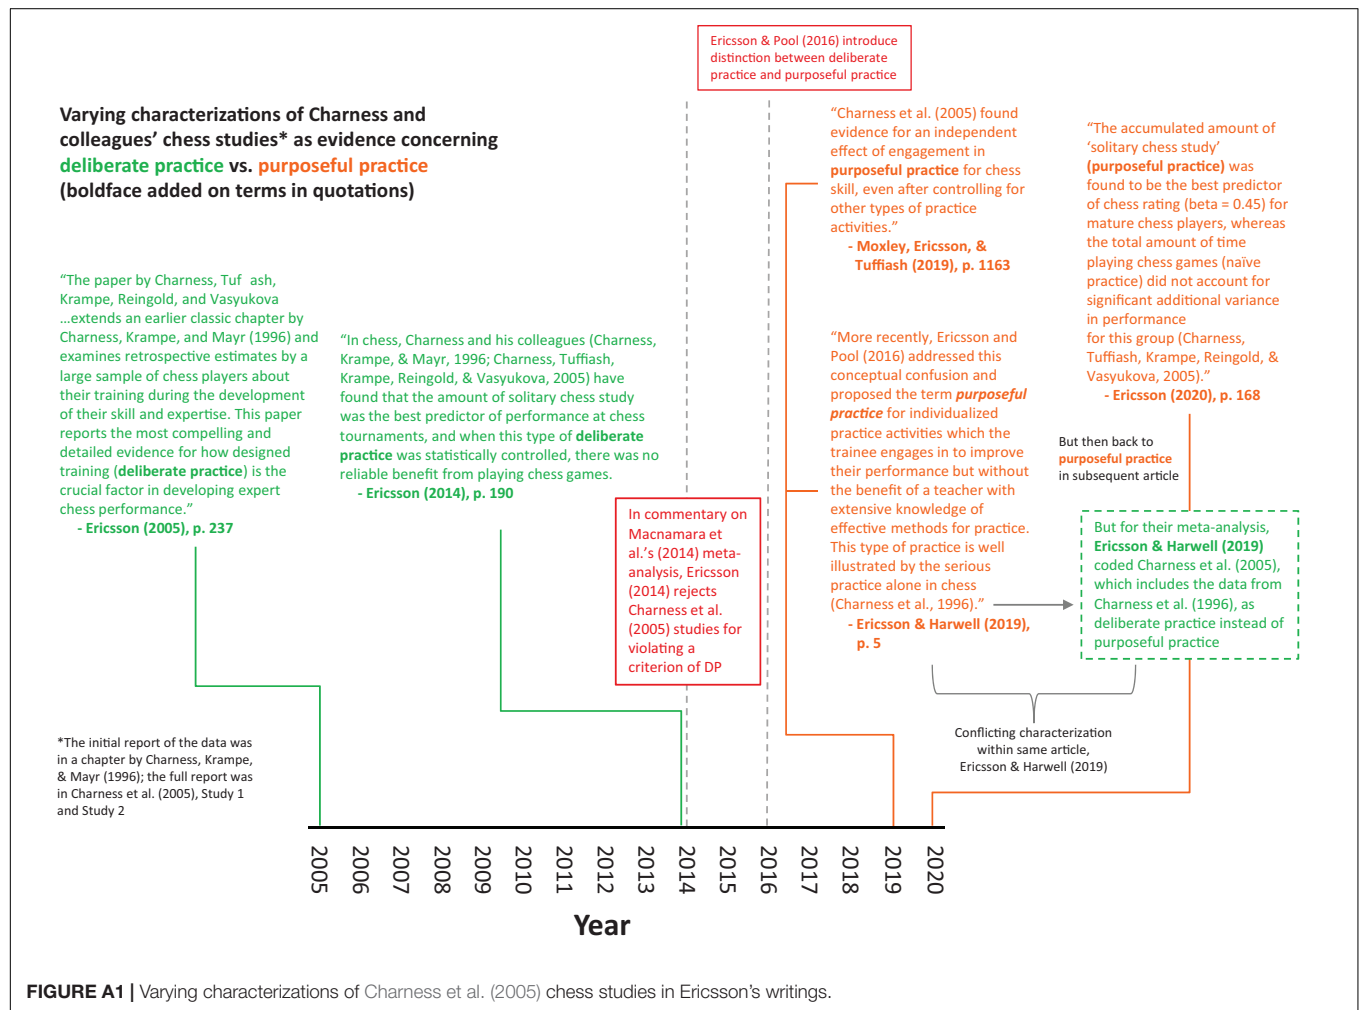 Ericsson & Pool (2016) introduce
distinction between deliberate
practice and purposeful practice
Varying characterizations of Charness and
colleagues’ chess studies* as evidence concerning
deliberate practice vs. purposeful practice
(boldface added on terms in quotations)
“The paper by Charness, Tuf ash,
Krampe, Reingold, and Vasyukova
…extends an earlier classic chapter by
Charness, Krampe, and Mayr (1996) and
examines retrospective estimates by a
large sample of chess players about
their training during the development
of their skill and expertise. This paper
reports the most compelling and
detailed evidence for how designed
training (deliberate practice) is the
crucial factor in developing expert
chess performance.”
- Ericsson (2005), p. 237
“In chess, Charness and his colleagues (Charness,
Krampe, & Mayr, 1996; Charness, Tuffiash,
Krampe, Reingold, & Vasyukova, 2005) have
found that the amount of solitary chess study
was the best predictor of performance at chess
tournaments, and when this type of deliberate
practice was statistically controlled, there was no
reliable benefit from playing chess games.
- Ericsson (2014), p. 190
In commentary on
Macnamara et
al.’s (2014) meta-
analysis, Ericsson
(2014) rejects
Charness et al.
(2005) studies for
violating a
criterion of DP
“Charness et al. (2005) found
evidence for an independent
effect of engagement in
purposeful practice for chess
skill, even after controlling for
other types of practice
activities.”
- Moxley, Ericsson, &
Tuffiash (2019), p. 1163
“More recently, Ericsson and
Pool (2016) addressed this
conceptual confusion and
proposed the term purposeful
practice for individualized
practice activities which the
trainee engages in to improve
their performance but without
the benefit of a teacher with
extensive knowledge of
effective methods for practice.
This type of practice is well
illustrated by the serious
practice alone in chess
(Charness et al., 1996).”
- Ericsson & Harwell (2019),
p. 5
“The accumulated amount of
‘solitary chess study’
(purposeful practice) was
found to be the best predictor
of chess rating (beta = 0.45) for
mature chess players, whereas
the total amount of time
playing chess games (naïve
practice) did not account for
significant additional variance
in performance
for this group (Charness,
Tuffiash, Krampe, Reingold, &
Vasyukova, 2005).”
- Ericsson (2020), p. 168
But then back to
purposeful practice
in subsequent article
But for their meta-analysis,
Ericsson & Harwell (2019)
coded Charness et al. (2005),
which includes the data from
Charness et al. (1996), as
deliberate practice instead of
purposeful practice
Conflicting characterization
within same article,
Ericsson & Harwell (2019)
*The initial report of the data was
in a chapter by Charness, Krampe,
& Mayr (1996); the full report was
in Charness et al. (2005), Study 1
and Study 2
2005
2006
2007
2008
2009
2010
2011
2012
2013
2014
2015
2016
2017
2018
2019
2020
Year
FIGURE A1 | Varying characterizations of Charness et al. (2005) chess studies in Ericsson’s writings.